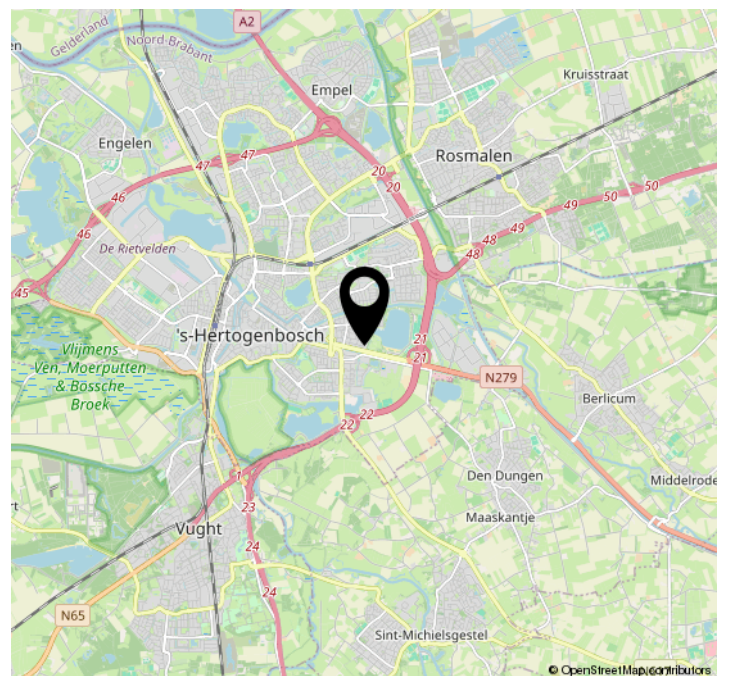 A2
Gelderland
Noord-Brabant
en
Kruisstraat
Empel
Engelen
Rosmalen
47
47
20
20
46
50
50
49
46
49
48
48
De Rietvelden
45
's-Hertogenbosch
21
21
Vlijmens
Ven, Moerputten
& Bossche
Broek
N279
Berlicum
22
22
1
Den Dungen
Middelrode
rt
23
Maaskantje
Vught
24
24
N65
Sint-Michielsgestel
© OpenStreetMap contributors